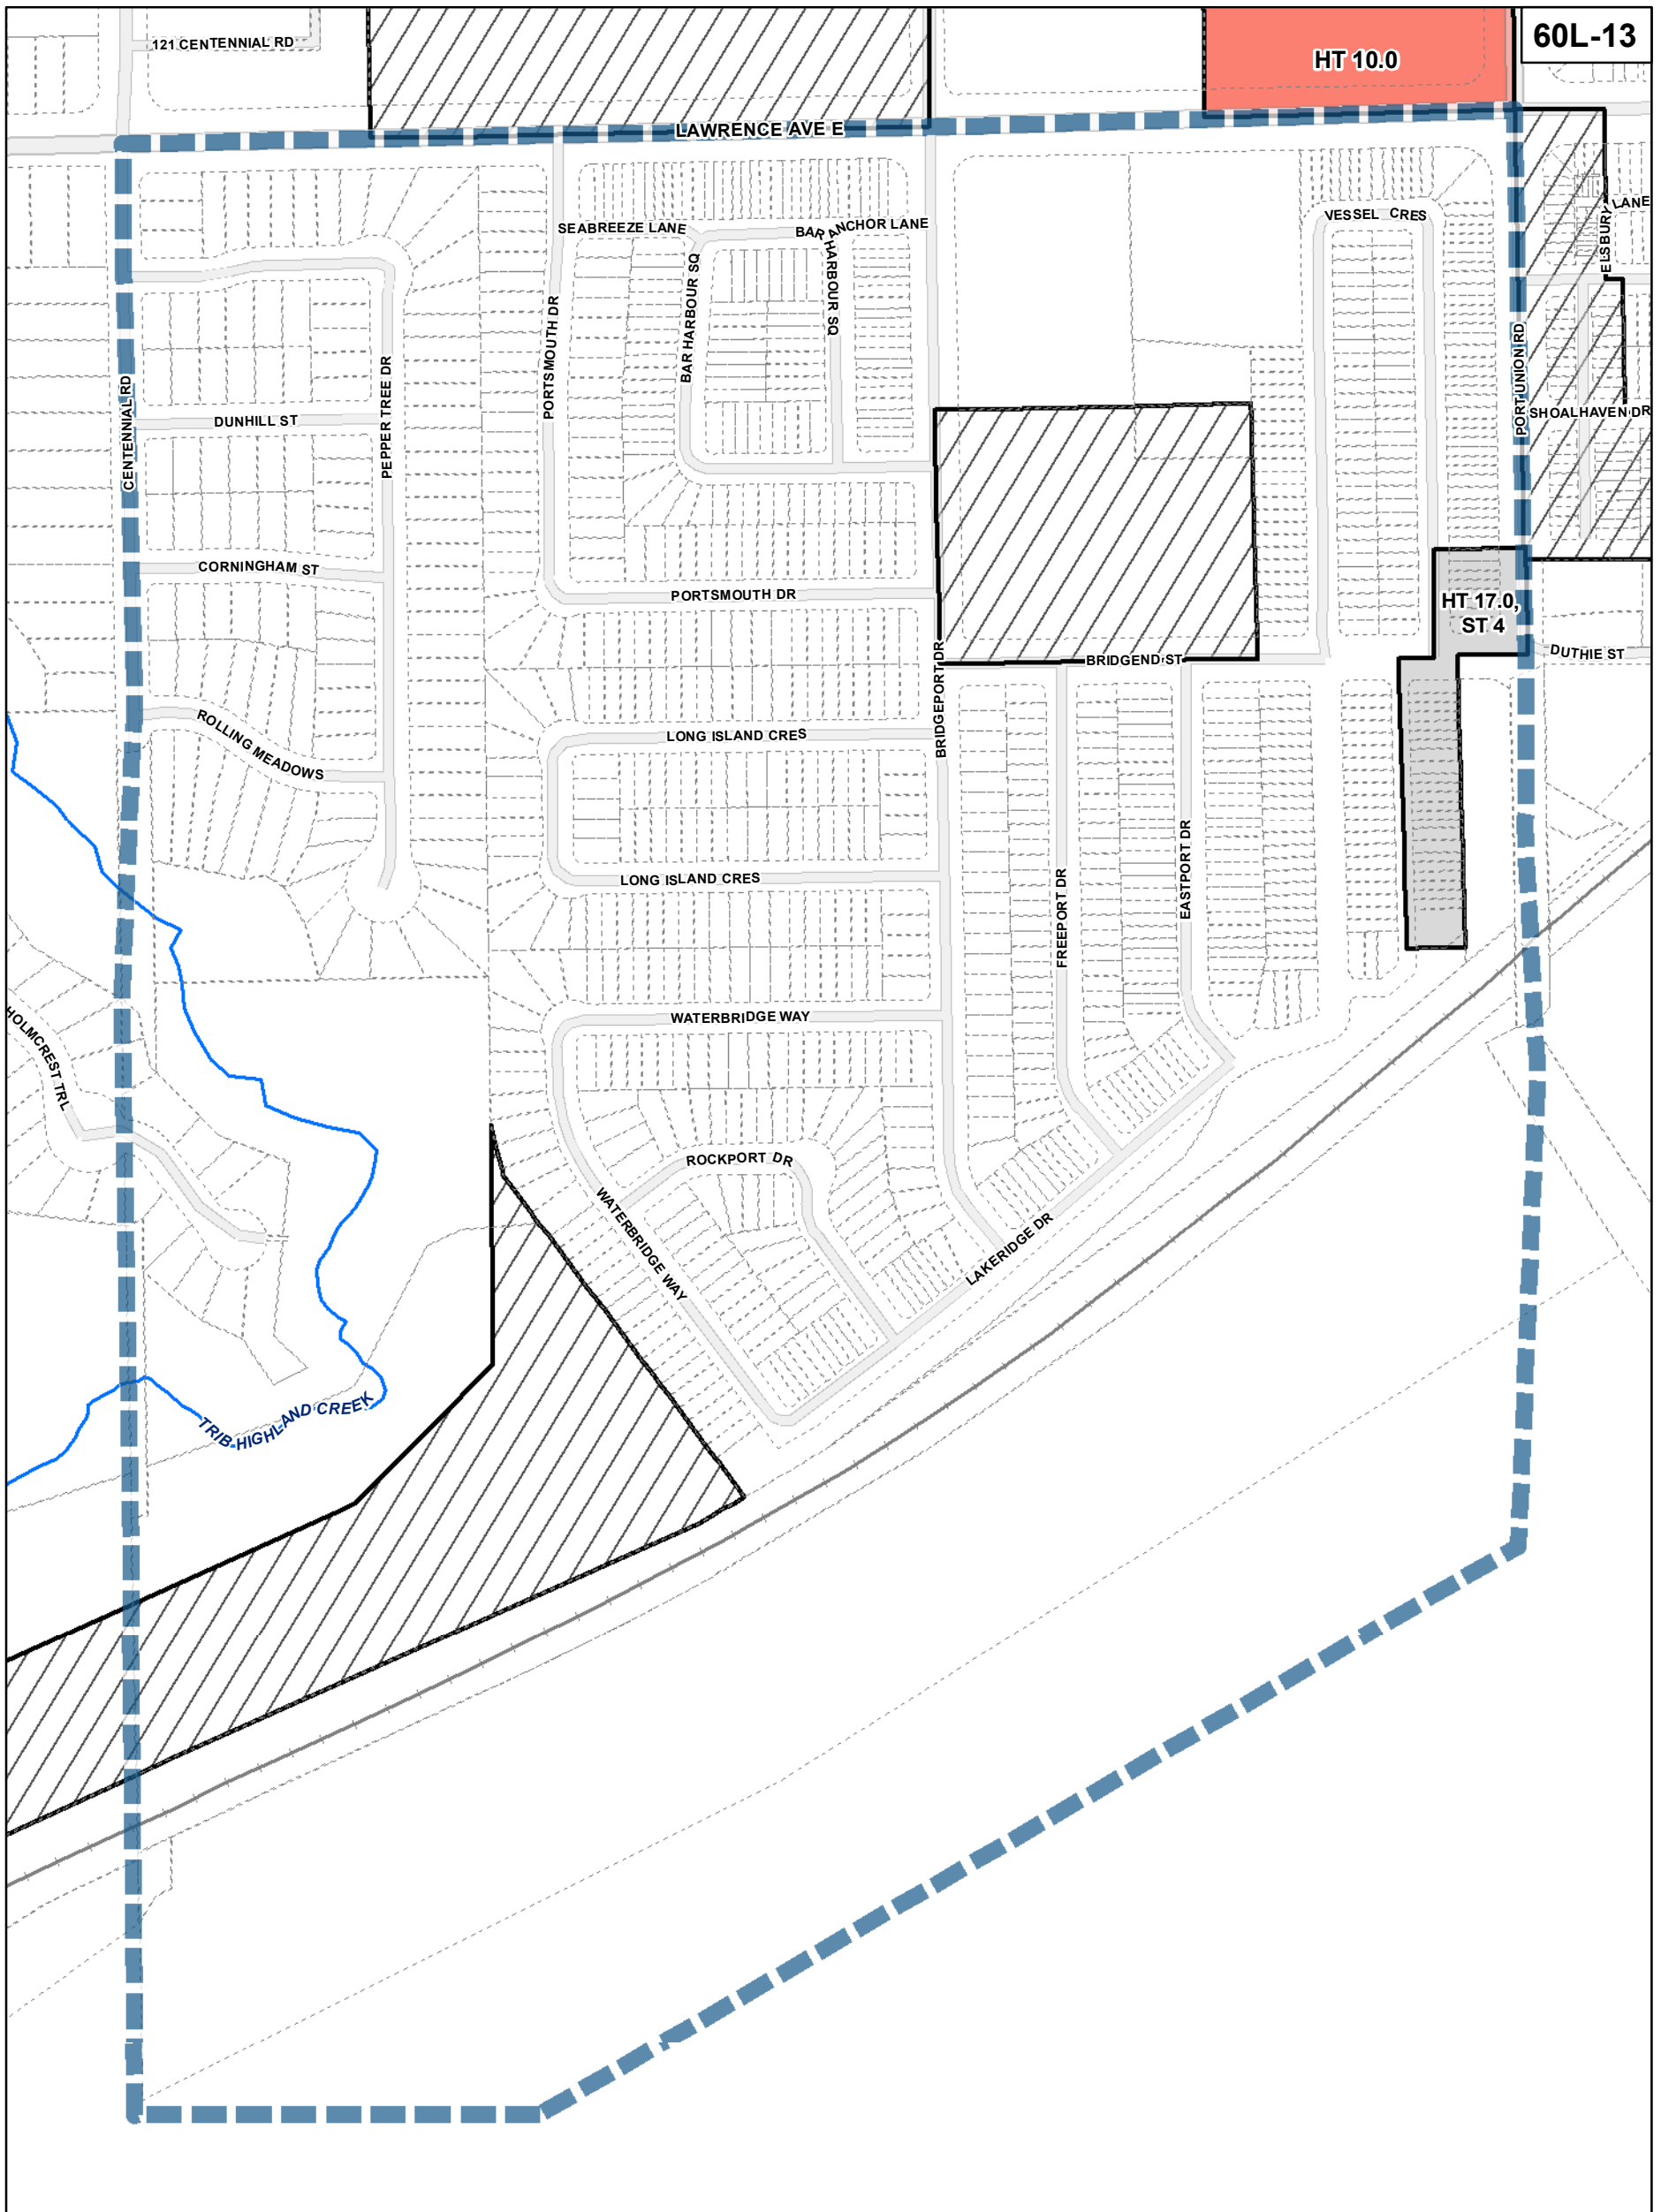 60L-13
121 CENTENNIAL RD
HT 10.0
LAWRENCE AVE E
SEABREEZE LANE
BAR HARBOUR SQ
ANCHOR LANE
VESSEL CRES
ELSBURY LANE
BAR HARBOUR SQ
PORTSMOUTH DR
CENTENNIAL RD
PEPPER TREE DR
DUNHILL ST
PORT UNION RD
SHOALHAVEN DR
CORNINGHAM ST
PORTSMOUTH DR
HT 17.0,
ST 4
BRIDGEND ST
DUTHIE ST
BRIDGEPORT DR
ROLLING MEADOWS
LONG ISLAND CRES
LONG ISLAND CRES
FREEPORT DR
EASTPORT DR
HOLMCREST TRL
WATERBRIDGE WAY
ROCKPORT DR
WATERBRIDGE WAY
LAKERIDGE DR
TRIB-HIGHLAND CREEK